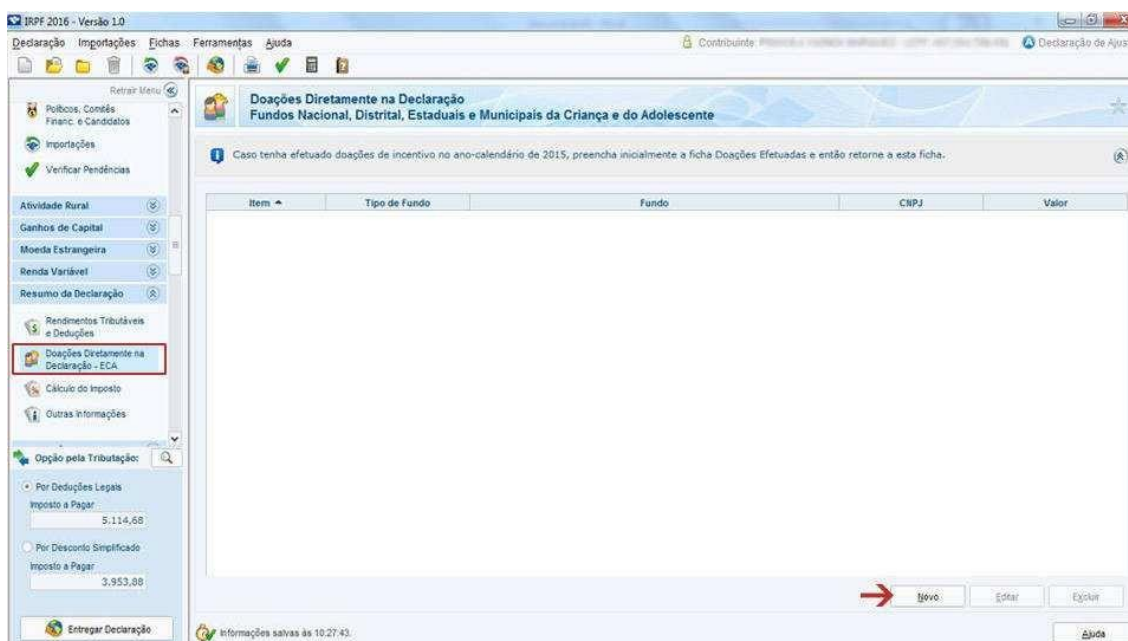 IRPF 2016 - Versão 1.0
Declaração Importações Fichas Ferramentas Ajuda
Contribuinte:
Declaração de Ajus
Retrair Menu
Políticos, Comitês
Financ. e Candidatos
Importações
Verificar Pendências
Atividade Rural
Ganhos de Capital
Moeda Estrangeira
Renda Variável
Resumo da Declaração
Rendimentos Tributáveis
e Deduções
Doações Diretamente na
Declaração - ECA
Cálculo do Imposto
Outras Informações
Opção pela Tributação:
Por Deduções Legais
Imposto a Pagar
5.114,68
Por Desconto Simplificado
Imposto a Pagar
3.953,88
Entregar Declaração
Doações Diretamente na Declaração
Fundos Nacional, Distrital, Estaduais e Municipais da Criança e do Adolescente
Caso tenha efetuado doações de incentivo no ano-calendário de 2015, preencha inicialmente a ficha Doações Efetuadas e então retorne a esta ficha.
Item Tipo de Fundo Fundo CNPJ Valor
Novo Editar Excluir
Informações salvas às 10:27:43.
Ajuda